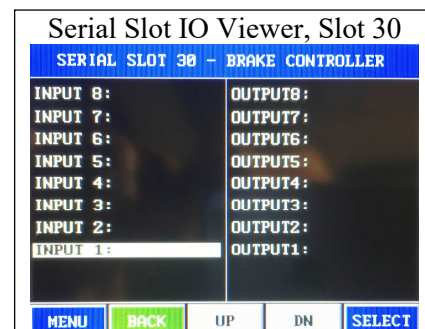 Serial Slot IO Viewer, Slot 30
SERIAL SLOT 30 - BRAKE CONTROLLER
INPUT 8: OUTPUT8:
INPUT 7: OUTPUT7:
INPUT 6: OUTPUT6:
INPUT 5: OUTPUT5:
INPUT 4: OUTPUT4:
INPUT 3: OUTPUT3:
INPUT 2: OUTPUT2:
INPUT 1: OUTPUT1:
MENU BACK UP DN SELECT